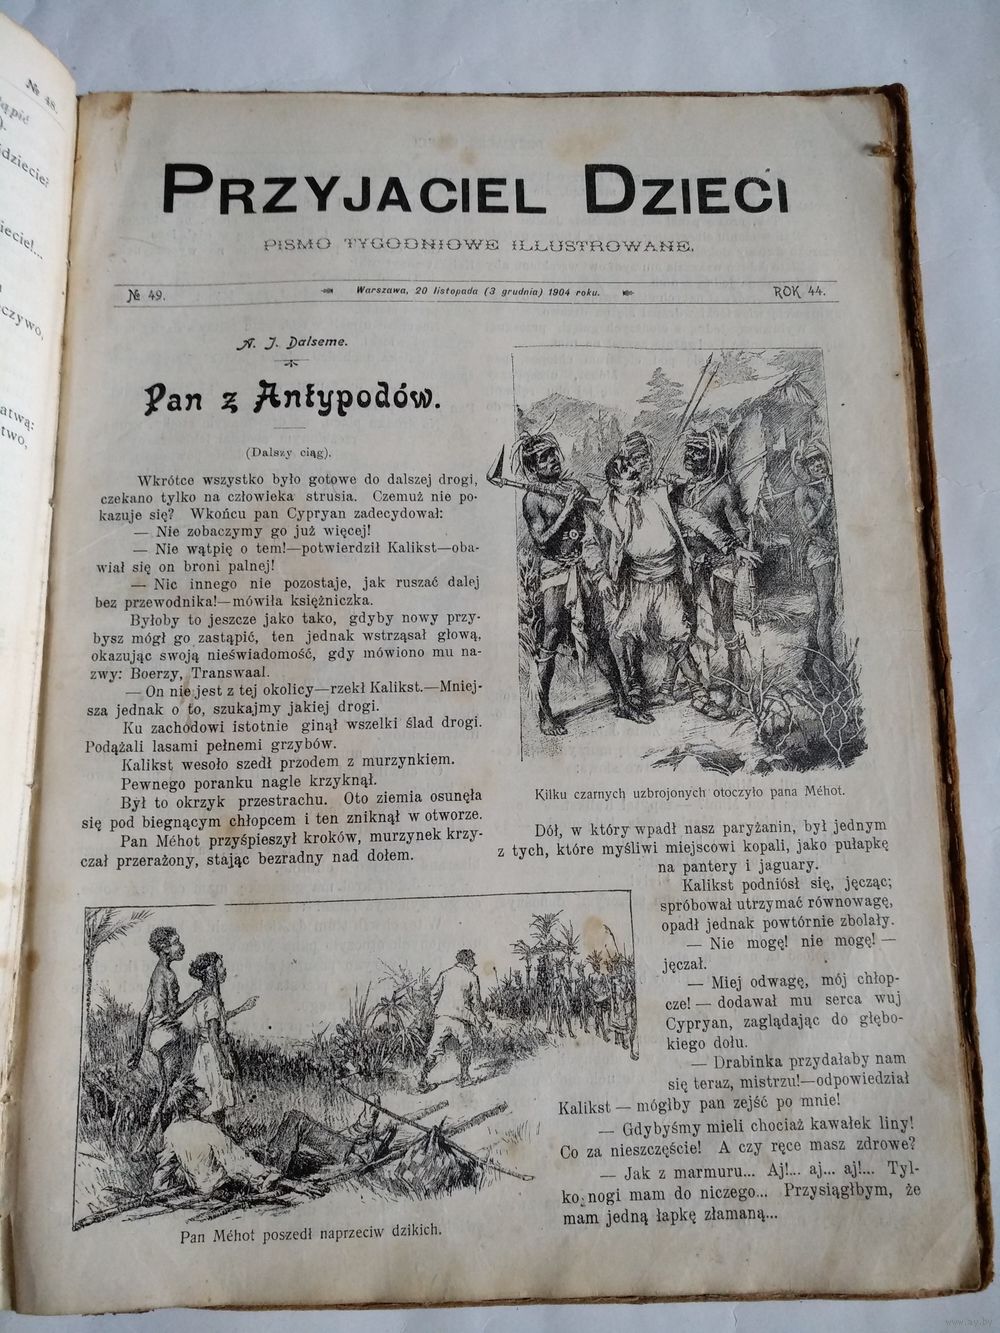 № 48.
ąpić
).
idziecie?
iecie!...
czywo,
atwą:
two,
PRZYJACIEL DZIECI
PISMO TYGODNIOWE ILLUSTROWANE.
№ 49.
Warszawa, 20 listopada (3 grudnia) 1904 roku.
ROK 44.
A. J. Dalseme.
Pan z Antypodów.
(Dalszy ciąg).
Wkrótce wszystko było gotowe do dalszej drogi,
czekano tylko na człowieka strusia. Czemuż nie po-
kazuje się? Wkońcu pan Cypryan zadecydował:
— Nie zobaczymy go już więcej!
— Nie wątpię o tem!—potwierdził Kalikst—oba-
wiał się on broni palnej!
— Nic innego nie pozostaje, jak ruszać dalej
bez przewodnika!—mówiła księżniczka.
Byłoby to jeszcze jako tako, gdyby nowy przy-
bysz mógł go zastąpić, ten jednak wstrząsał głową,
okazując swoją nieświadomość, gdy mówiono mu na-
zwy: Boerzy, Transwaal.
— On nie jest z tej okolicy—rzekł Kalikst.—Mniej-
sza jednak o to, szukajmy jakiej drogi.
Ku zachodowi istotnie ginął wszelki ślad drogi.
Podążali lasami pełnemi grzybów.
Kalikst wesoło szedł przodem z murzynkiem.
Pewnego poranku nagle krzyknął.
Był to okrzyk przestrachu. Oto ziemia osunęła
się pod biegnącym chłopcem i ten zniknął w otworze.
Pan Méhot przyśpieszył kroków, murzynek krzy-
czał przerażony, stając bezradny nad dołem.
Kilku czarnych uzbrojonych otoczyło pana Méhot.
Dół, w który wpadł nasz paryżanin, był jednym
z tych, które myśliwi miejscowi kopali, jako pułapkę
na pantery i jaguary.
Kalikst podniósł się, jęcząc;
spróbował utrzymać równowagę,
opadł jednak powtórnie zbolały.
— Nie mogę! nie mogę! —
jęczał.
— Miej odwagę, mój chłop-
cze! — dodawał mu serca wuj
Cypryan, zaglądając do głębo-
kiego dołu.
— Drabinka przydałaby nam
się teraz, mistrzu!—odpowiedział
Kalikst — mógłby pan zejść po mnie!
— Gdybyśmy mieli chociaż kawałek liny!
Co za nieszczęście! A czy ręce masz zdrowe?
— Jak z marmuru... Aj!... aj... aj!... Tyl-
ko nogi mam do niczego... Przysiągłbym, że
mam jedną łapkę złamaną...
Pan Méhot poszedł naprzeciw dzikich.
www.ay.by